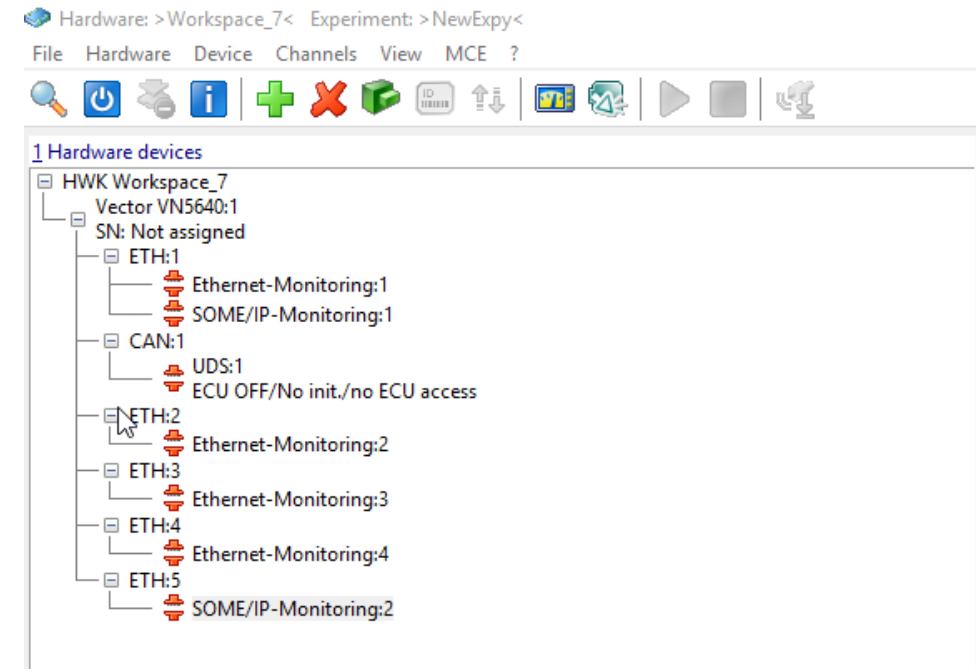 Hardware: >Workspace_7< Experiment: >NewExpy<
File Hardware Device Channels View MCE ?
ID
1 Hardware devices
HWK Workspace_7
Vector VN5640:1
SN: Not assigned
ETH:1
Ethernet-Monitoring:1
SOME/IP-Monitoring:1
CAN:1
UDS:1
ECU OFF/No init./no ECU access
ETH:2
Ethernet-Monitoring:2
ETH:3
Ethernet-Monitoring:3
ETH:4
Ethernet-Monitoring:4
ETH:5
SOME/IP-Monitoring:2